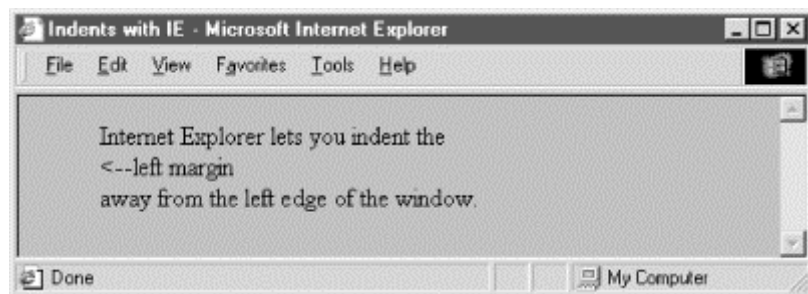 Indents with IE - Microsoft Internet Explorer
File Edit View Favorites Tools Help
Internet Explorer lets you indent the
<--left margin
away from the left edge of the window.
Done My Computer